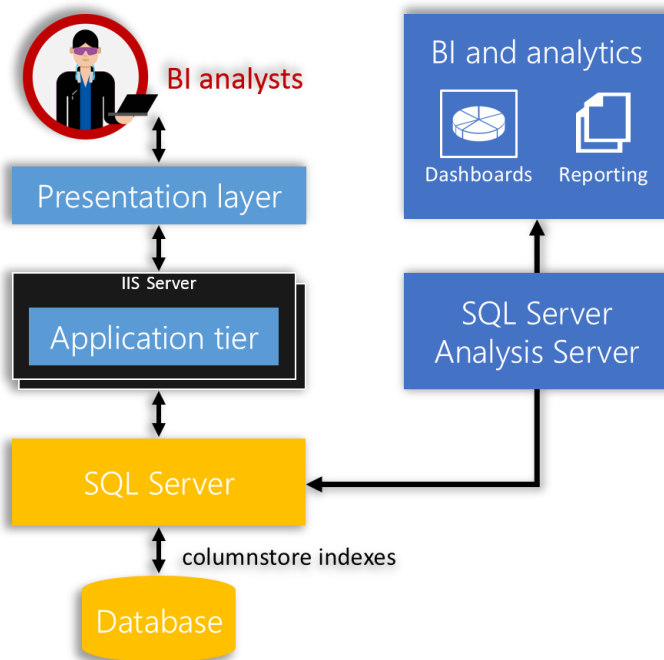 BI analysts
Presentation layer
IIS Server
Application tier
SQL Server
columnstore indexes
Database
BI and analytics
Dashboards
Reporting
SQL Server
Analysis Server